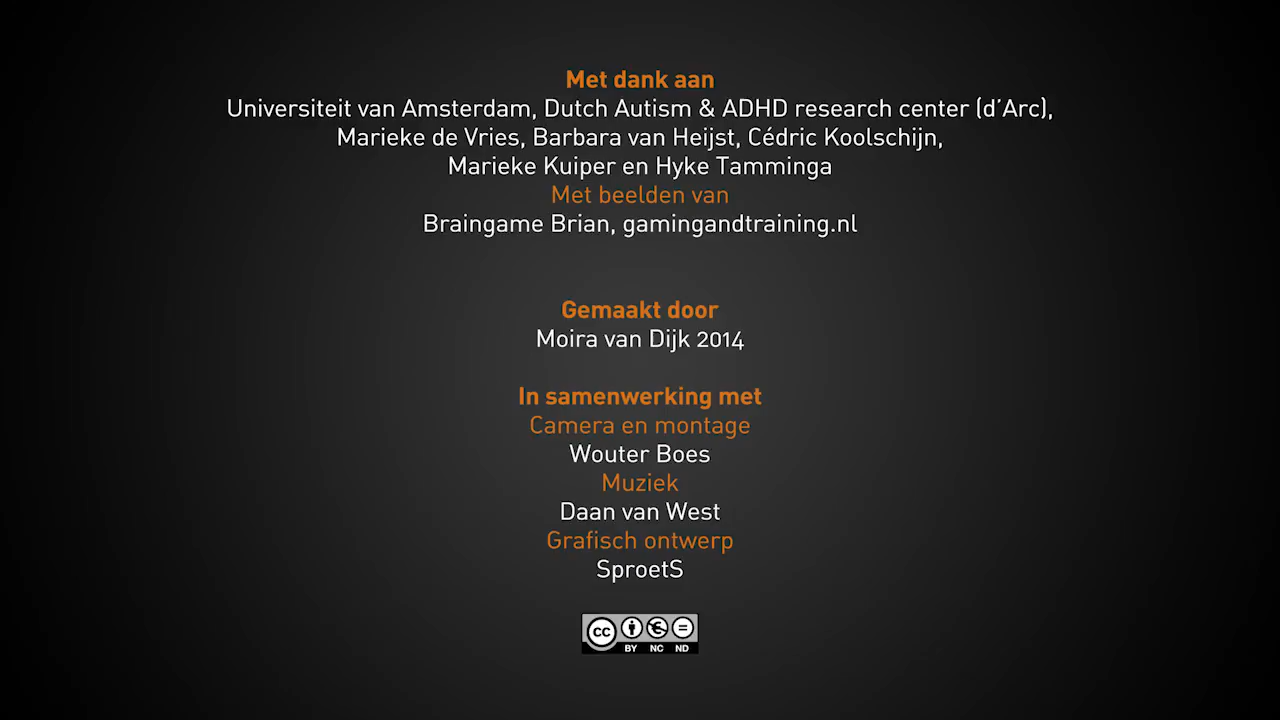 Met dank aan
Universiteit van Amsterdam, Dutch Autism & ADHD research center (d’Arc),
Marieke de Vries, Barbara van Heijst, Cédric Koolschijn,
Marieke Kuiper en Hyke Tamminga
Met beelden van
Braingame Brian, gamingandtraining.nl
Gemaakt door
Moira van Dijk 2014
In samenwerking met
Camera en montage
Wouter Boes
Muziek
Daan van West
Grafisch ontwerp
SproetS
cc
BY NC ND